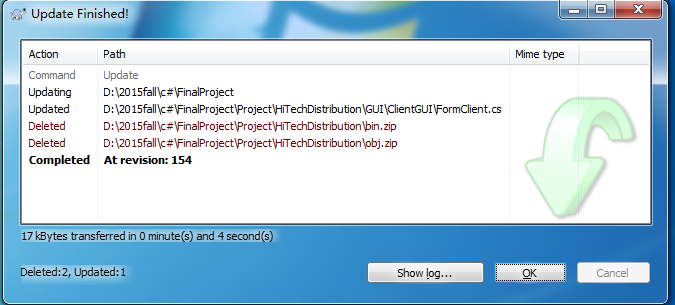 Update Finished!
Action Path Mime type
Command Update
Updating D:\2015fall\c#\FinalProject
Updated D:\2015fall\c#\FinalProject\Project\HiTechDistribution\GUI\ClientGUI\FormClient.cs
Deleted D:\2015fall\c#\FinalProject\Project\HiTechDistribution\bin.zip
Deleted D:\2015fall\c#\FinalProject\Project\HiTechDistribution\obj.zip
Completed At revision: 154
17 kBytes transferred in 0 minute(s) and 4 second(s)
Deleted:2, Updated:1
Show log... OK Cancel